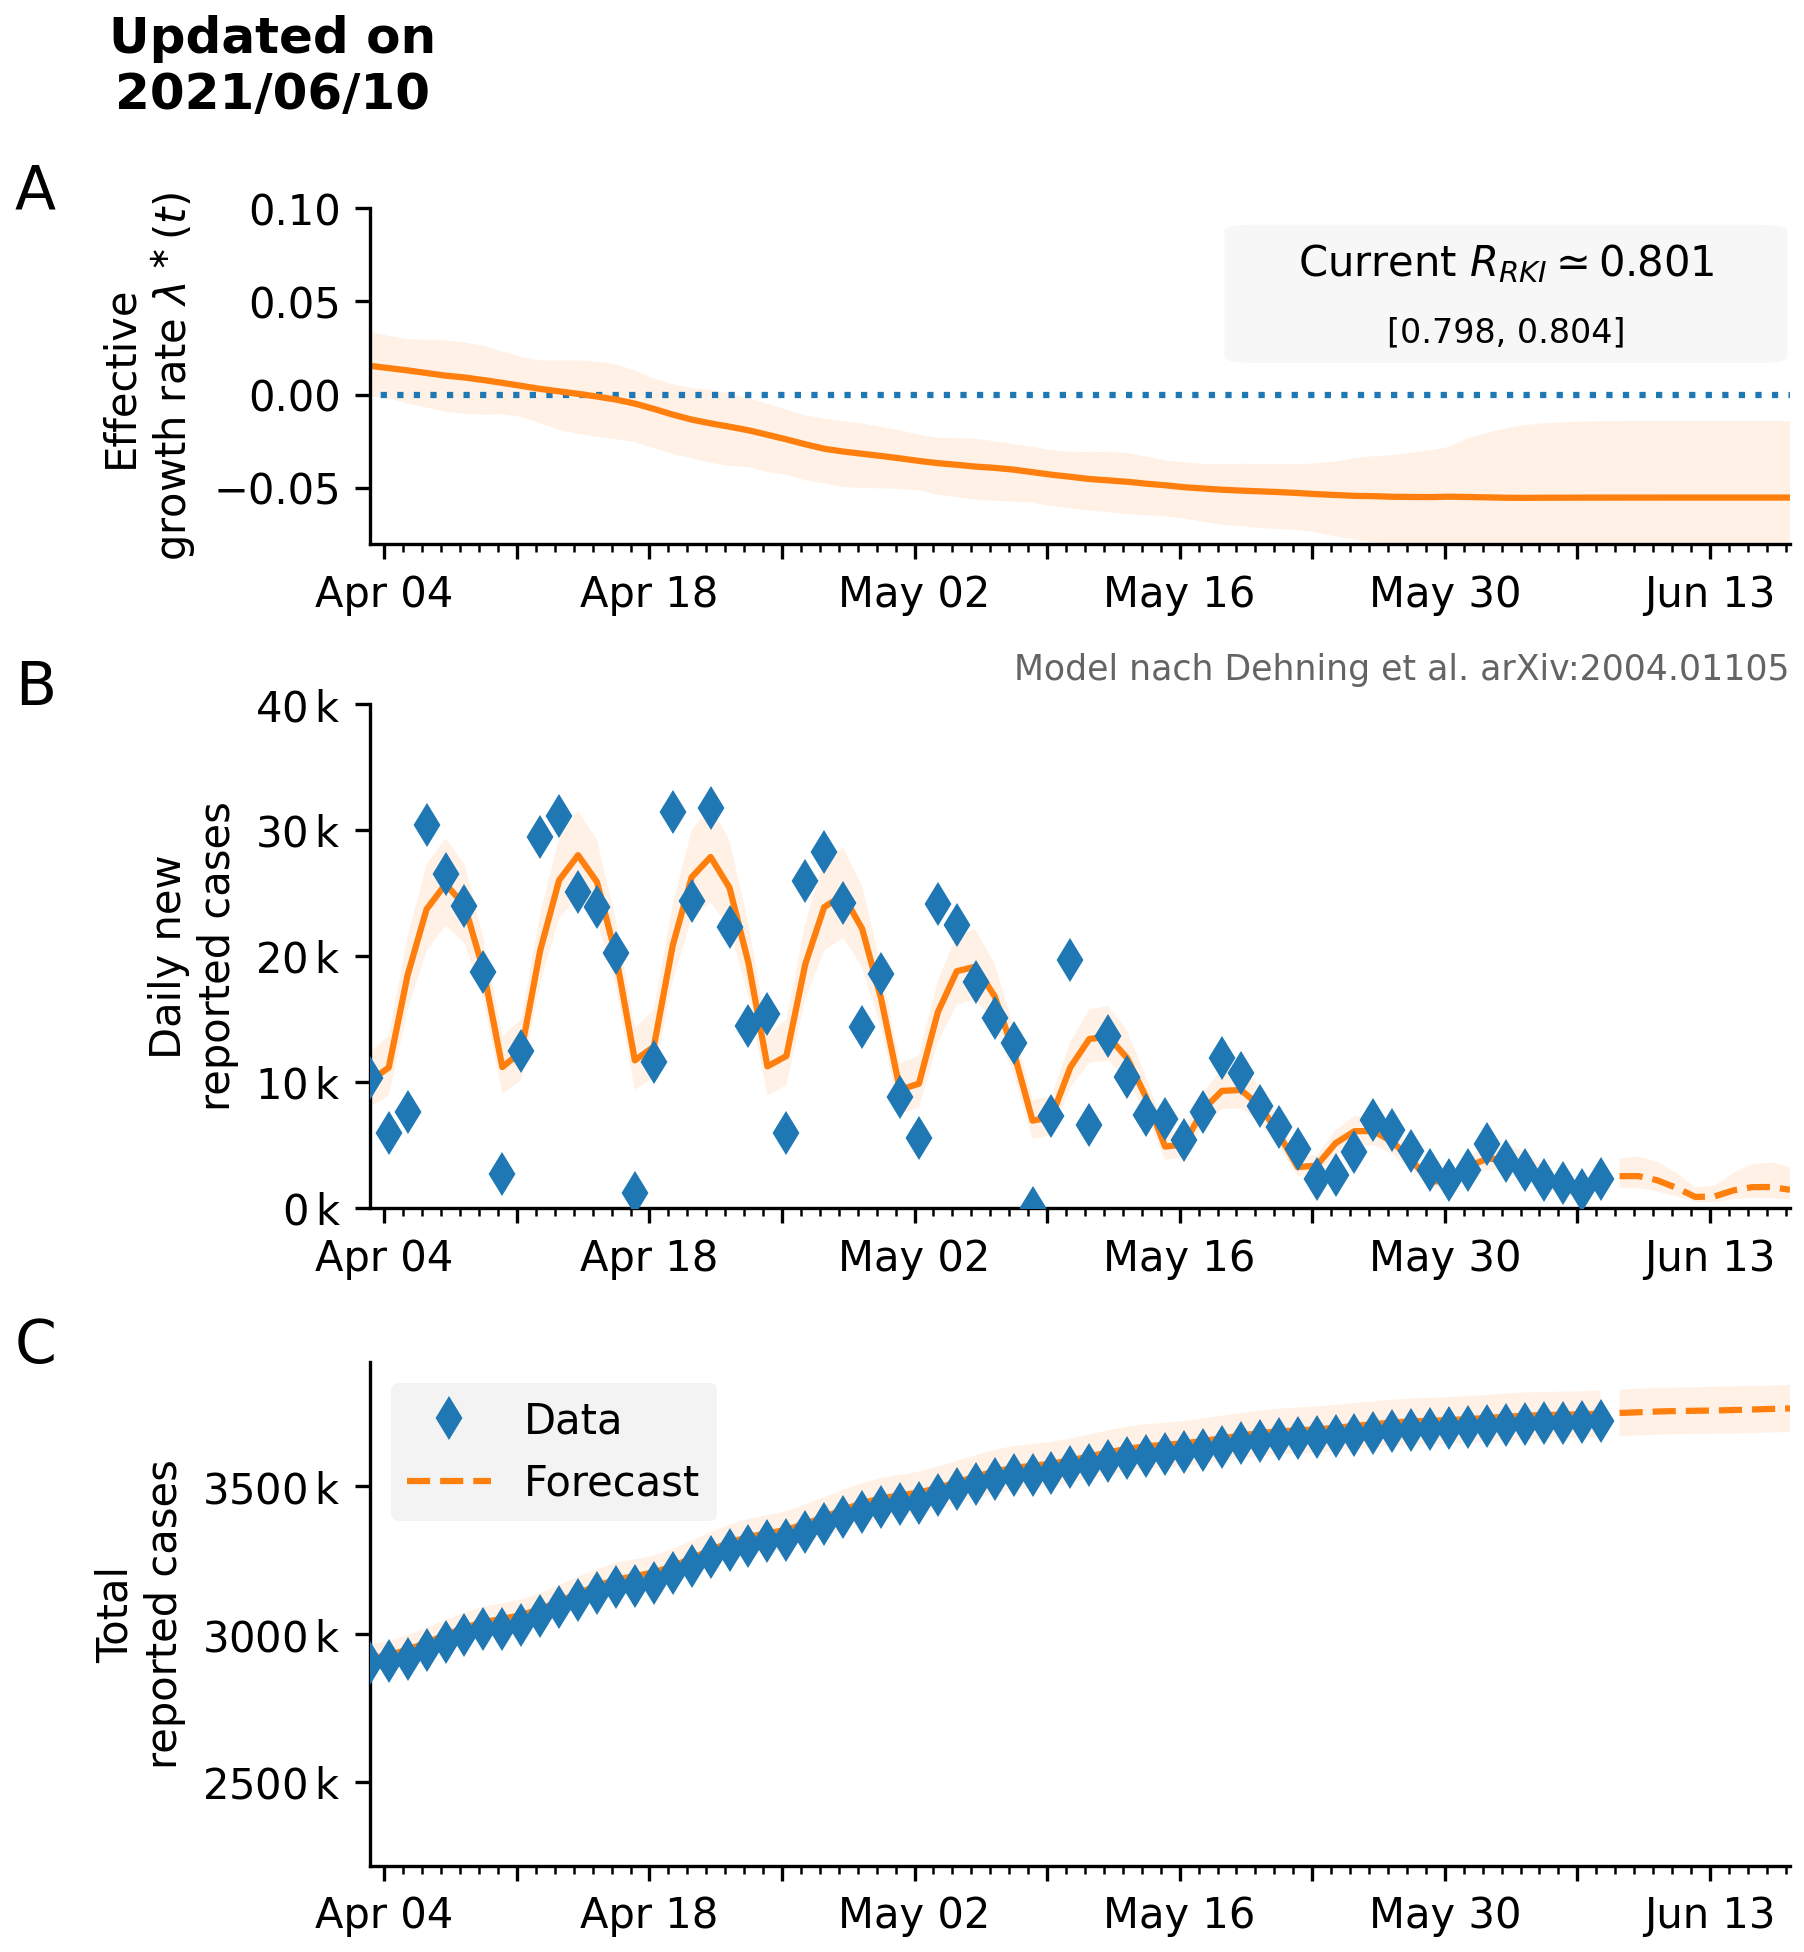 Updated on
2021/06/10
A
Effective
growth rate λ * (t)
0.10
0.05
0.00
−0.05
Current R_RKI ≃ 0.801
[0.798, 0.804]
Apr 04 Apr 18 May 02 May 16 May 30 Jun 13
Model nach Dehning et al. arXiv:2004.01105
B
Daily new
reported cases
40 k
30 k
20 k
10 k
0 k
Apr 04 Apr 18 May 02 May 16 May 30 Jun 13
C
Total
reported cases
Data
Forecast
3500 k
3000 k
2500 k
Apr 04 Apr 18 May 02 May 16 May 30 Jun 13